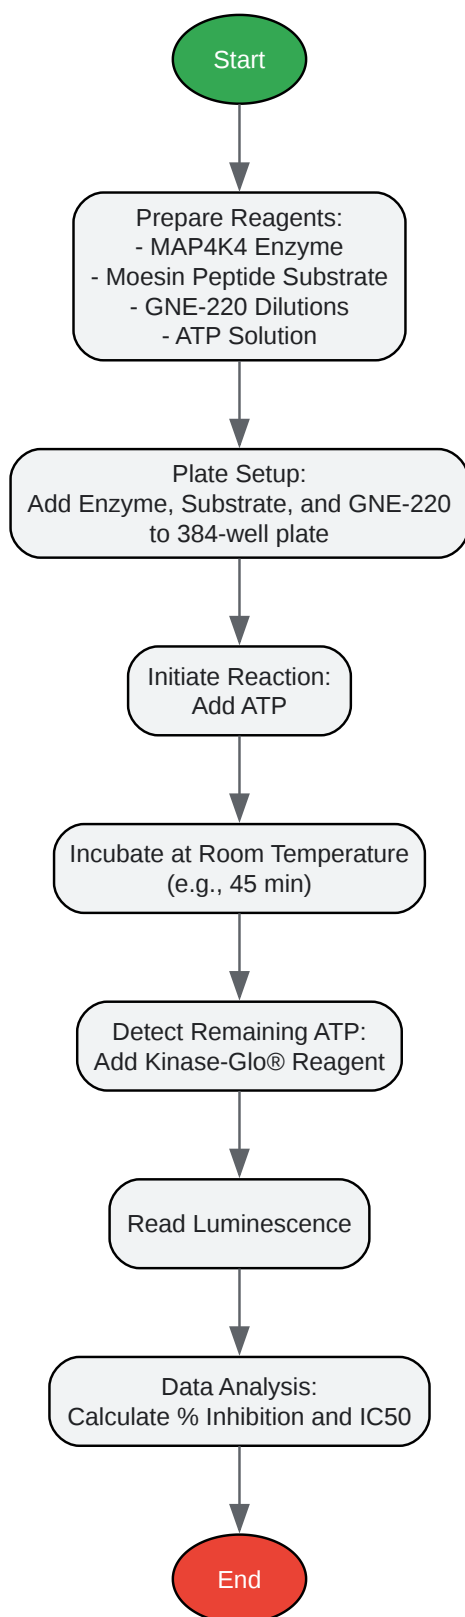 Start
Prepare Reagents:
- MAP4K4 Enzyme
- Moesin Peptide Substrate
- GNE-220 Dilutions
- ATP Solution
Plate Setup:
Add Enzyme, Substrate, and GNE-220
to 384-well plate
Initiate Reaction:
Add ATP
Incubate at Room Temperature
(e.g., 45 min)
Detect Remaining ATP:
Add Kinase-Glo® Reagent
Read Luminescence
Data Analysis:
Calculate % Inhibition and IC50
End